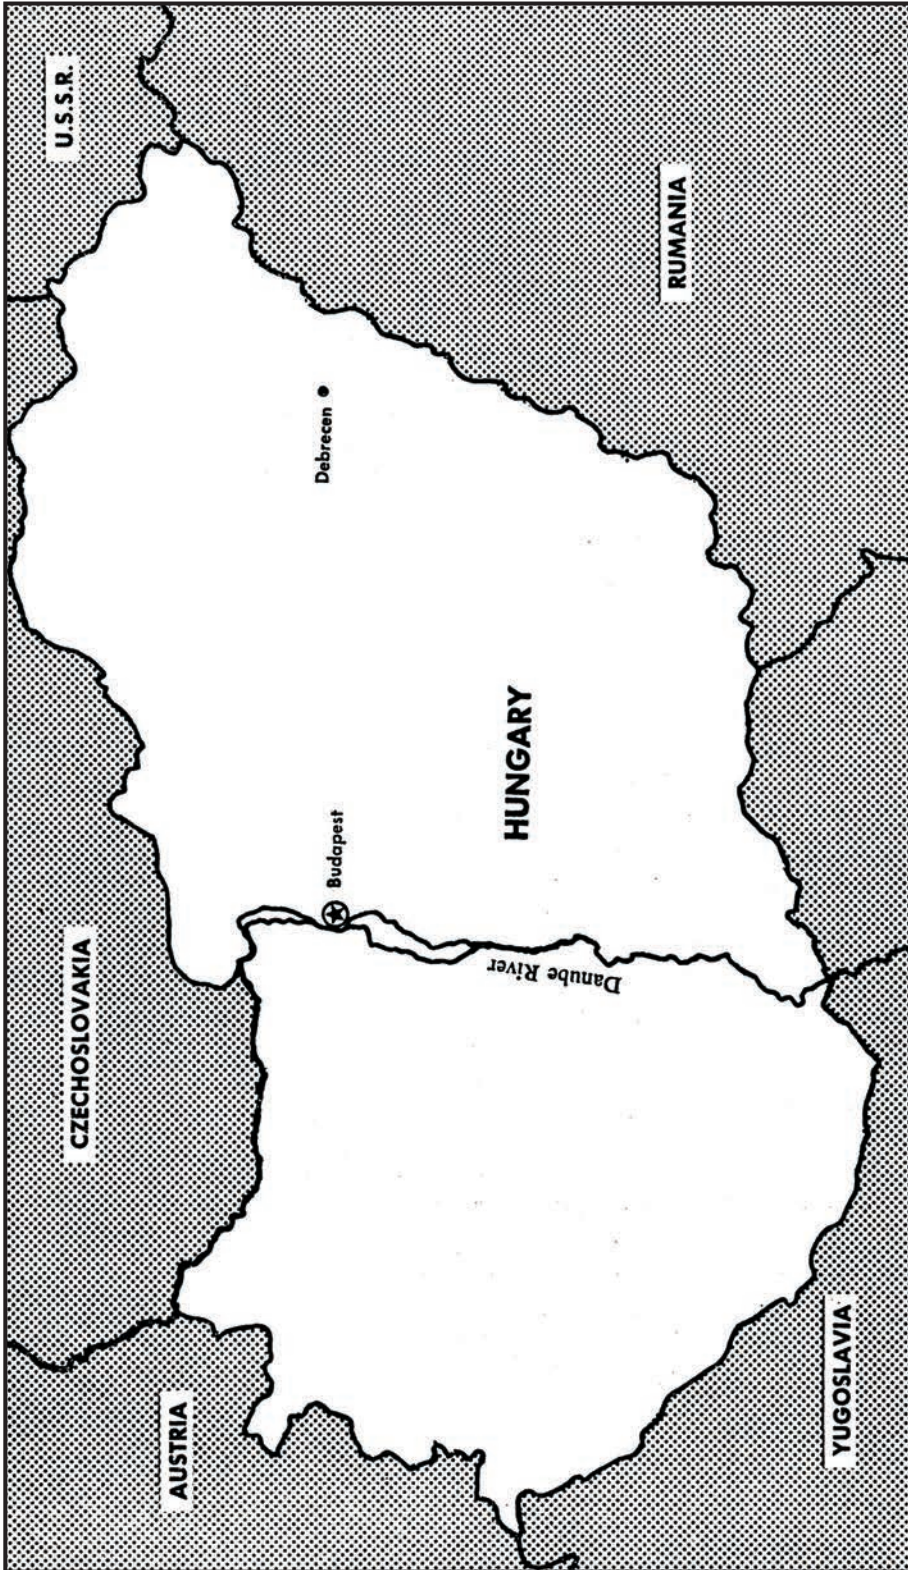 U.S.S.R.
CZECHOSLOVAKIA
AUSTRIA
Debrecen
Budapest
HUNGARY
Danube River
RUMANIA
YUGOSLAVIA